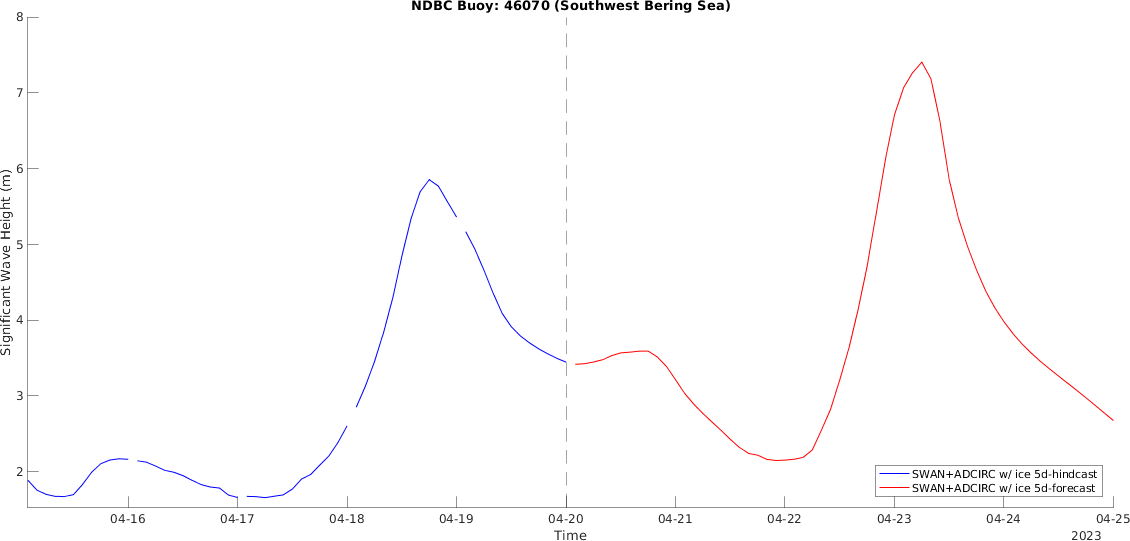 NDBC Buoy: 46070 (Southwest Bering Sea)
8
7
6
5
4
3
2
Significant Wave Height (m)
SWAN+ADCIRC w/ ice 5d-hindcast
SWAN+ADCIRC w/ ice 5d-forecast
04-16 04-17 04-18 04-19 04-20 04-21 04-22 04-23 04-24 04-25
Time
2023